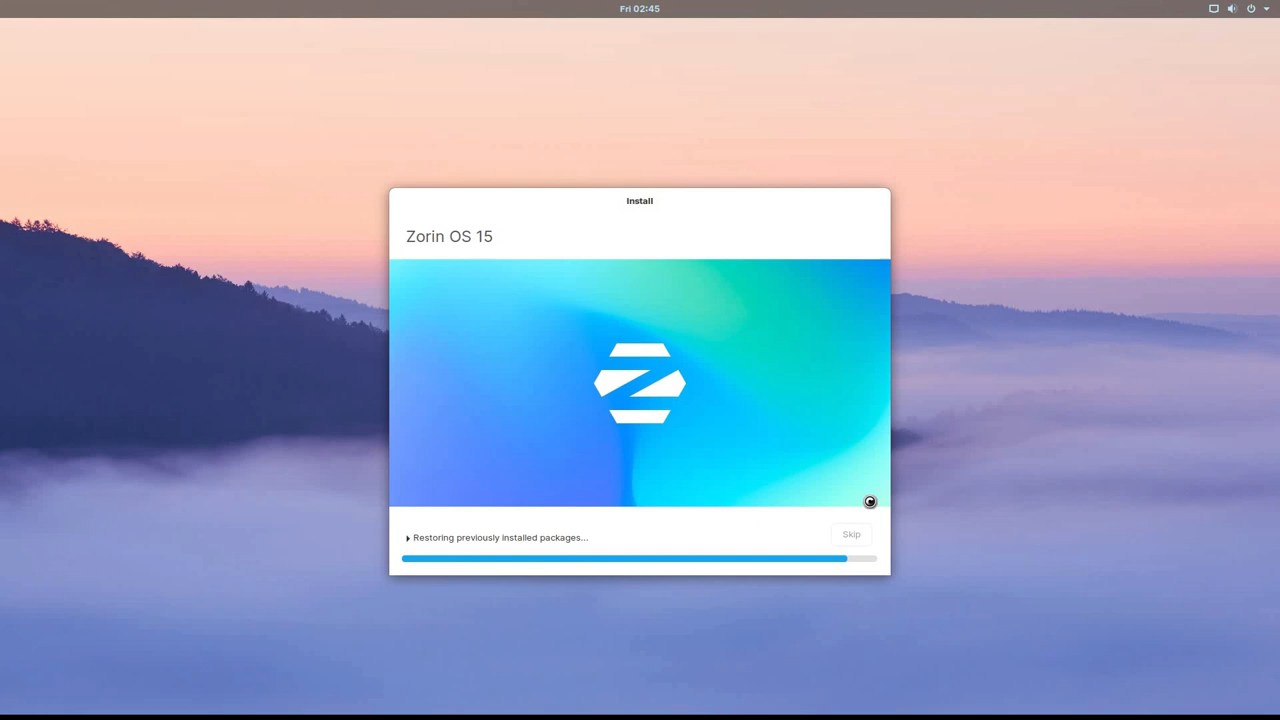 Fri 02:45
Install
Zorin OS 15
Restoring previously installed packages...
Skip